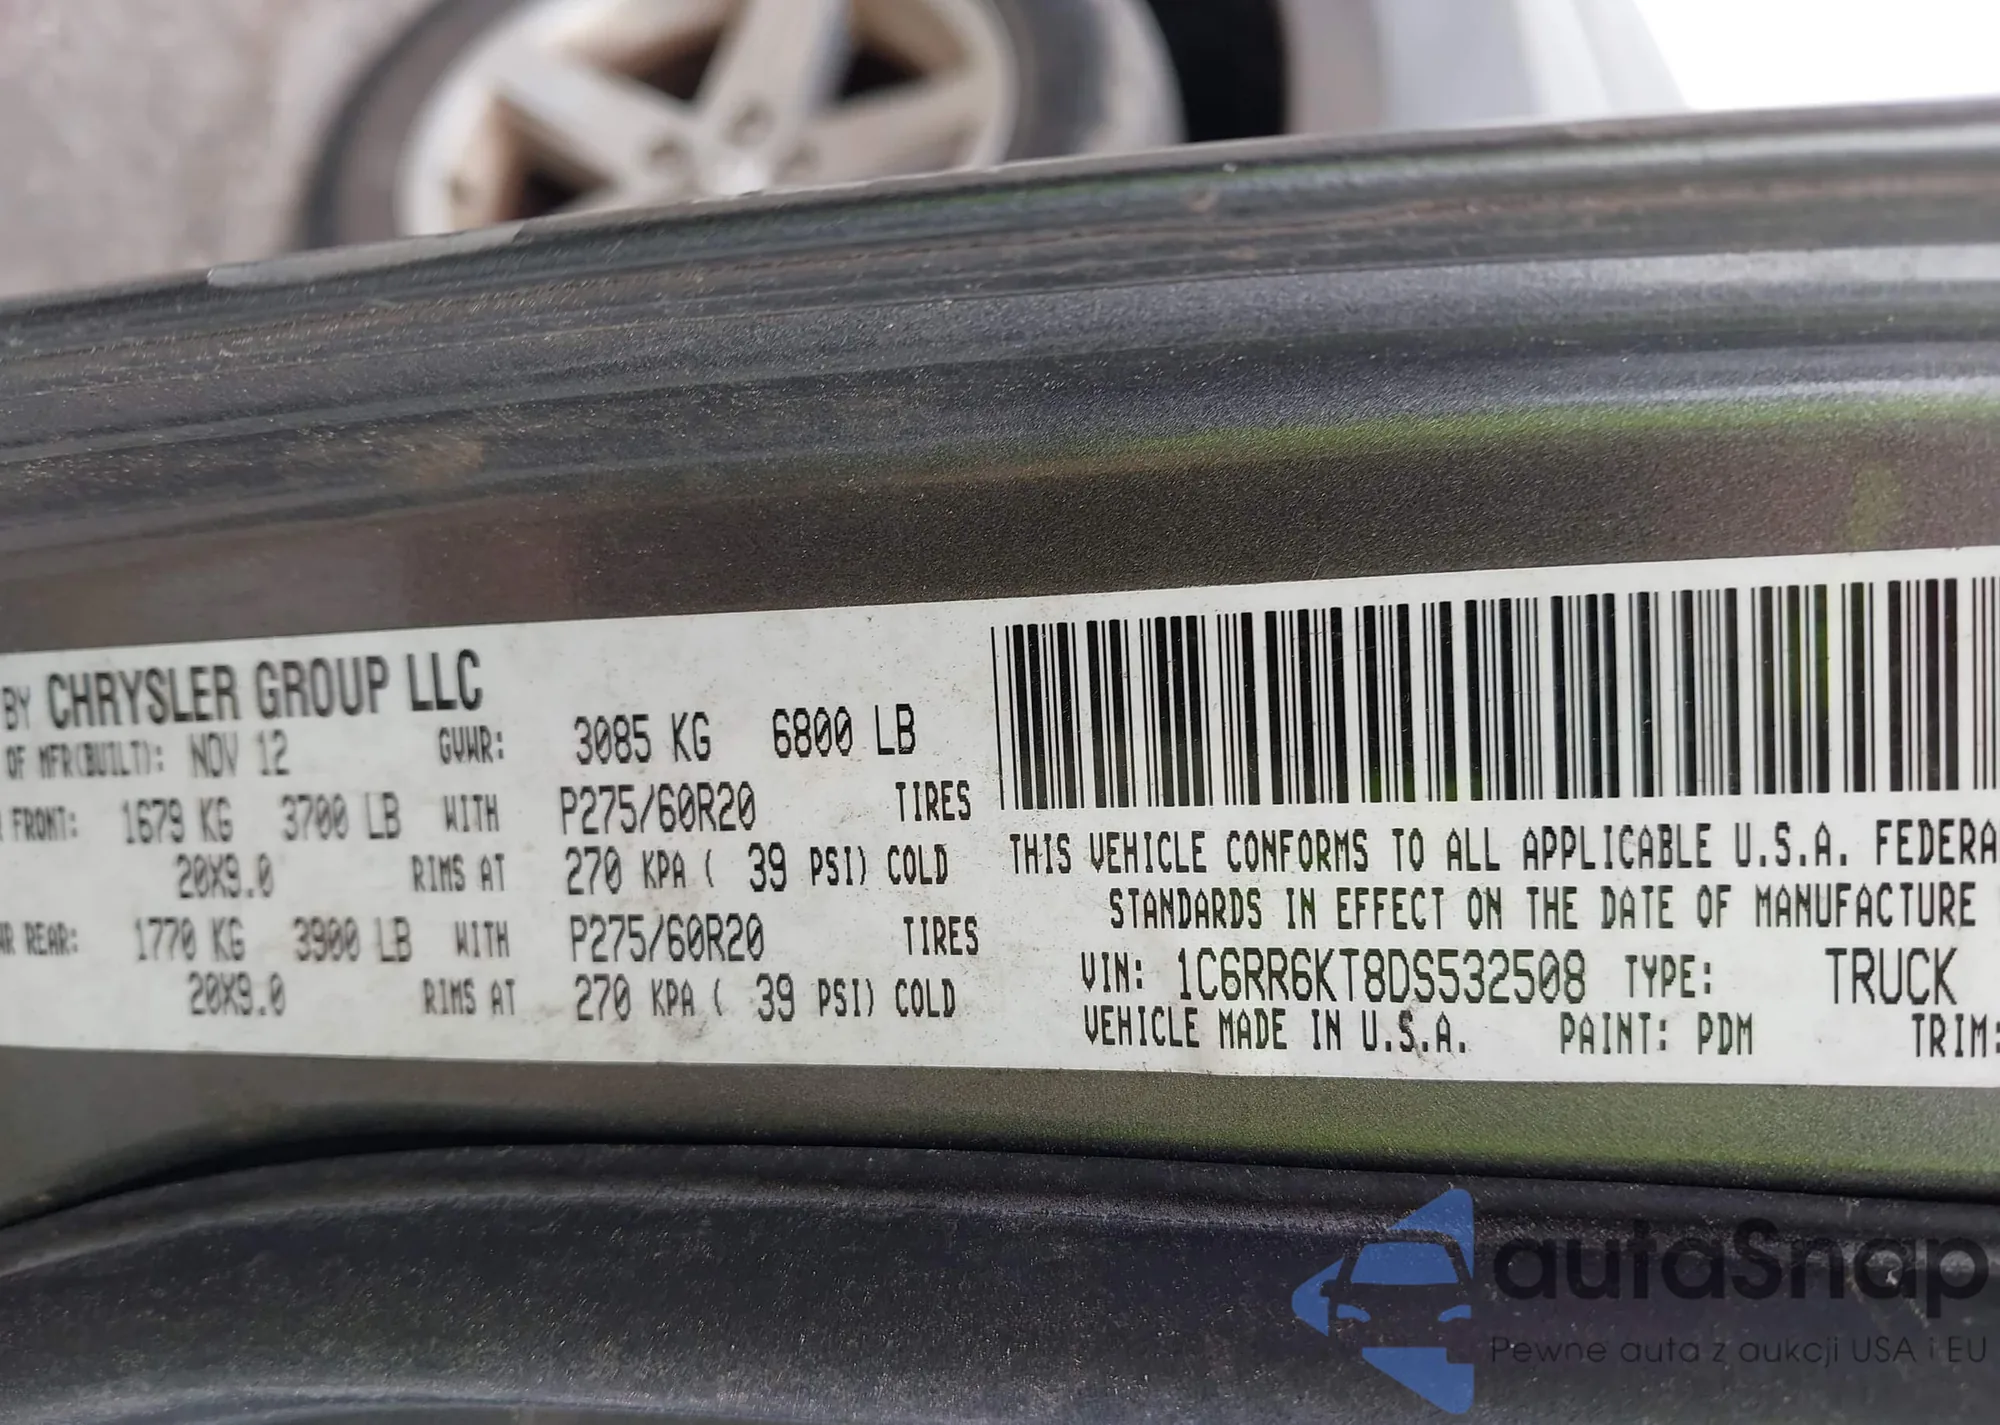 BY CHRYSLER GROUP LLC
OF MFR(BUILT): NOV 12 GVWR: 3085 KG 6800 LB
FRONT: 1679 KG 3700 LB WITH P275/60R20 TIRES
20X9.0 RIMS AT 270 KPA ( 39 PSI) COLD
WR REAR: 1770 KG 3900 LB WITH P275/60R20 TIRES
20X9.0 RIMS AT 270 KPA ( 39 PSI) COLD
THIS VEHICLE CONFORMS TO ALL APPLICABLE U.S.A. FEDERA
STANDARDS IN EFFECT ON THE DATE OF MANUFACTURE
VIN: 1C6RR6KT8DS532508 TYPE: TRUCK
VEHICLE MADE IN U.S.A. PAINT: PDM TRIM:
autaSnap
Pewne auta z aukcji USA i EU